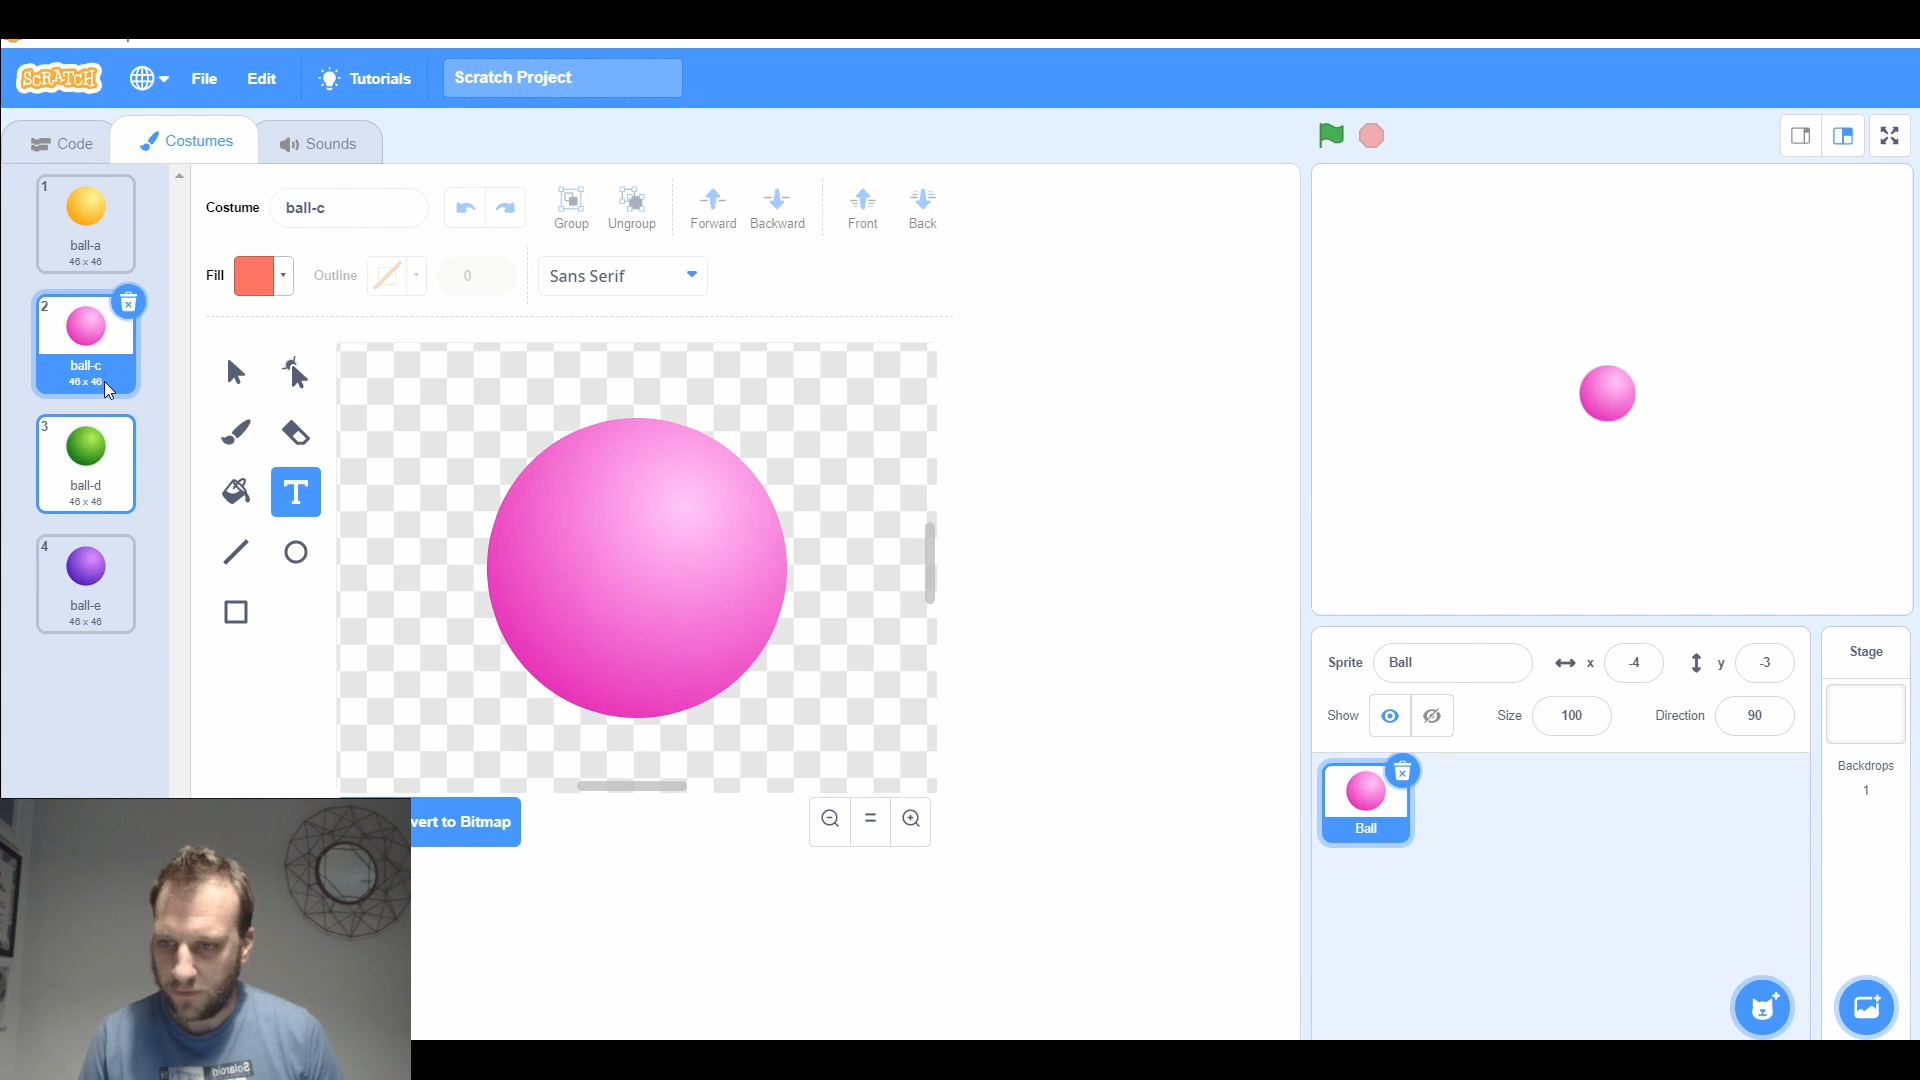 SCRATCH File Edit Tutorials Scratch Project
Code Costumes Sounds
1
ball-a
46 x 46
2
ball-c
46 x 46
3
ball-d
46 x 46
4
ball-e
46 x 46
Costume ball-c
Group Ungroup Forward Backward Front Back
Fill Outline 0 Sans Serif
T
vert to Bitmap
Sprite Ball x -4 y -3
Show Size 100 Direction 90
Ball
Stage
Backdrops
1